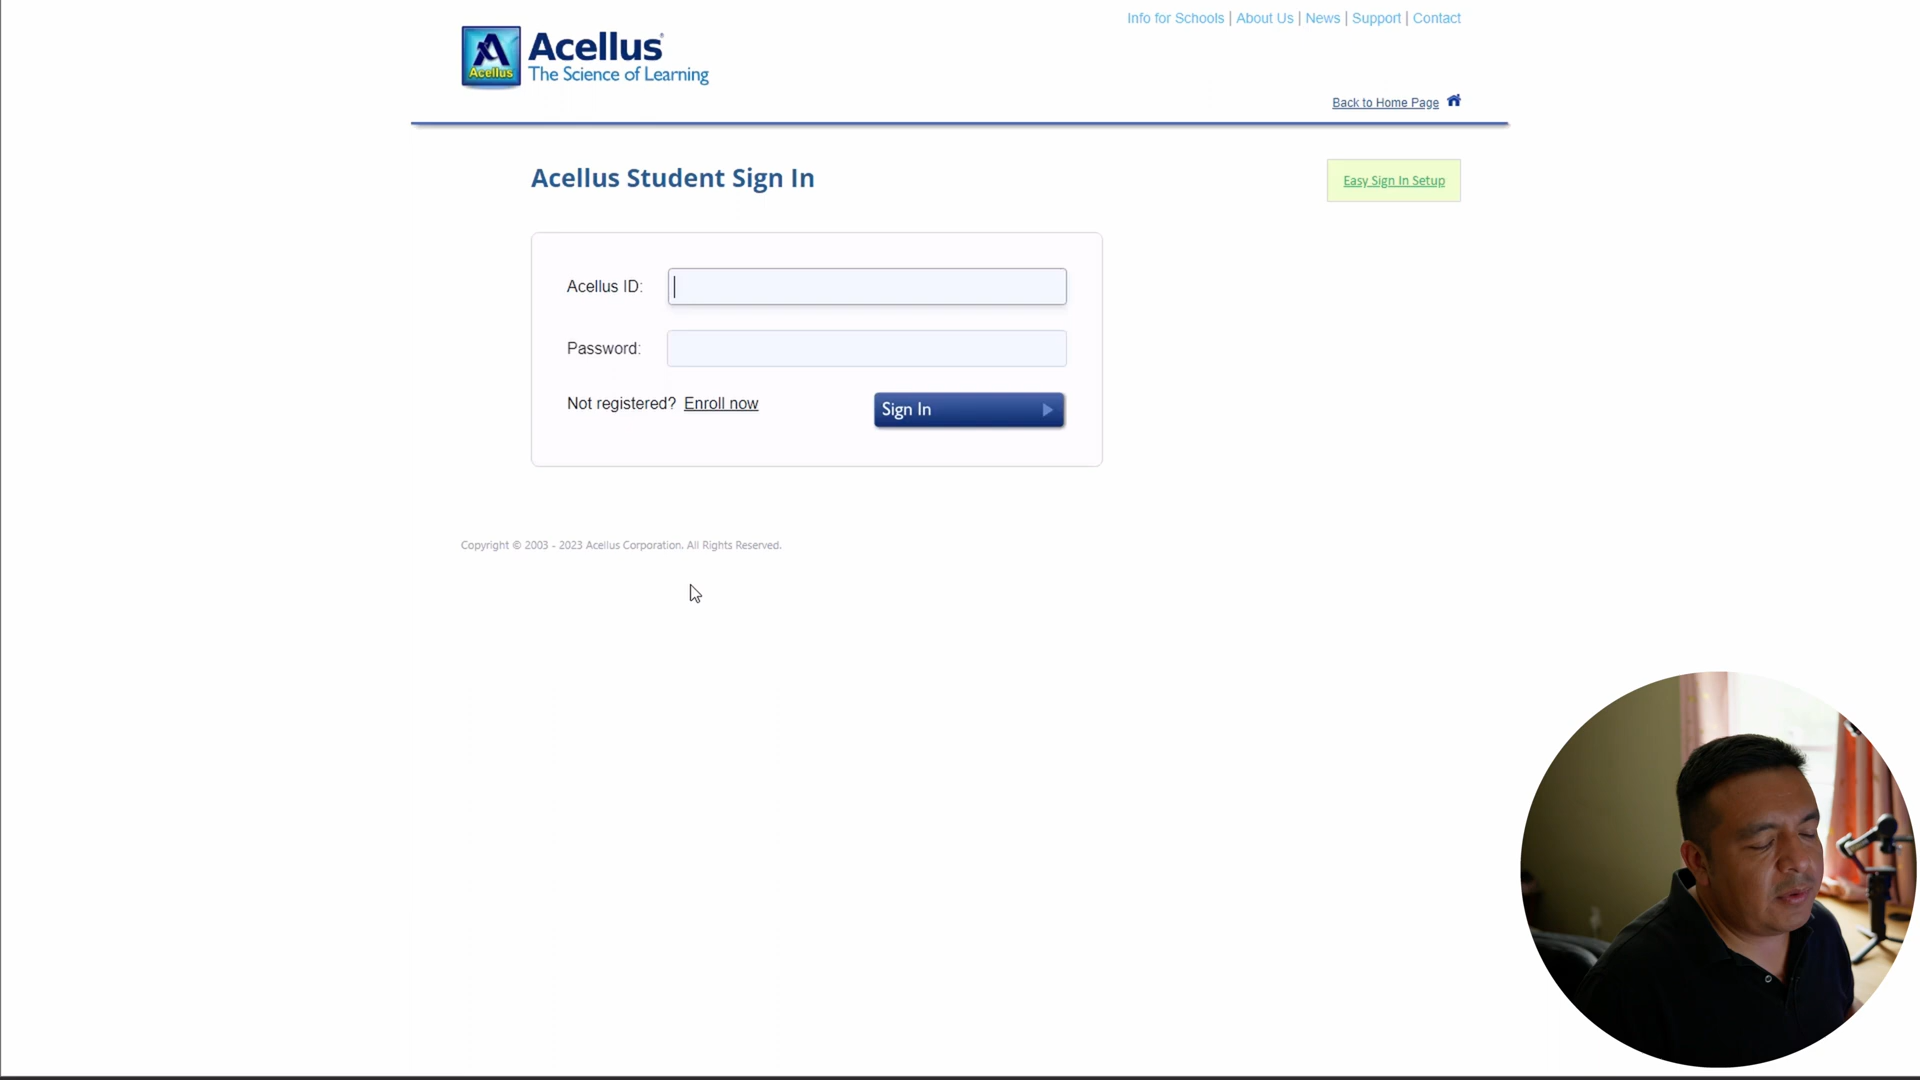 Info for Schools | About Us | News | Support | Contact
Acellus
Acellus®
The Science of Learning
Back to Home Page
Acellus Student Sign In
Easy Sign In Setup
Acellus ID:
Password:
Not registered? Enroll now
Sign In
Copyright © 2003 - 2023 Acellus Corporation. All Rights Reserved.